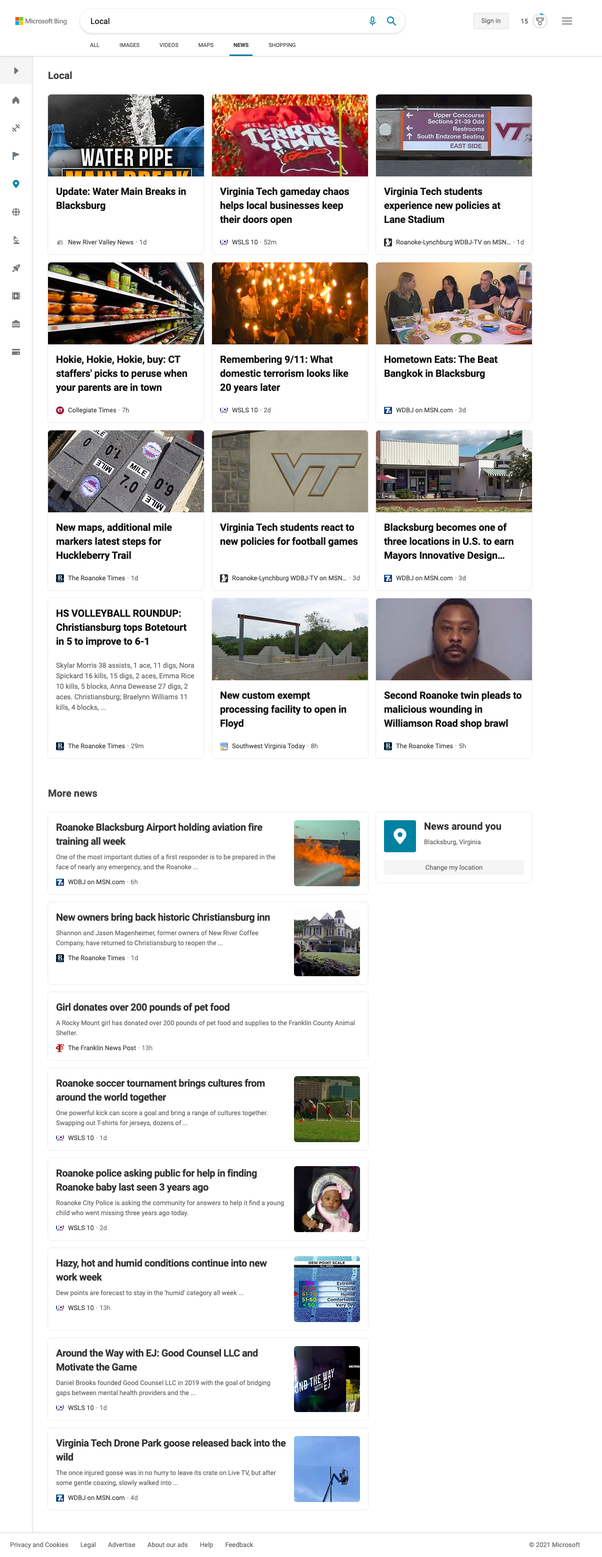 Microsoft Bing
Local
Sign in
15
ALL
IMAGES
VIDEOS
MAPS
NEWS
SHOPPING
Local
WATER PIPE
MAIN BREAK
Update: Water Main Breaks in
Blacksburg
New River Valley News · 1d
TERROR
DOME
Virginia Tech gameday chaos
helps local businesses keep
their doors open
WSLS 10 · 52m
Upper Concourse
Sections 21-39 Odd
Restrooms
South Endzone Seating
EAST SIDE
VT
Virginia Tech students
experience new policies at
Lane Stadium
Roanoke-Lynchburg WDBJ-TV on MSN... · 1d
Hokie, Hokie, Hokie, buy: CT
staffers' picks to peruse when
your parents are in town
Collegiate Times · 7h
Remembering 9/11: What
domestic terrorism looks like
20 years later
WSLS 10 · 2d
Hometown Eats: The Beat
Bangkok in Blacksburg
WDBJ on MSN.com · 3d
MILE
0
1.0
MILE
7.0
MILE
6.0
New maps, additional mile
markers latest steps for
Huckleberry Trail
The Roanoke Times · 1d
VT
Virginia Tech students react to
new policies for football games
Roanoke-Lynchburg WDBJ-TV on MSN... · 3d
Blacksburg becomes one of
three locations in U.S. to earn
Mayors Innovative Design...
WDBJ on MSN.com · 3d
HS VOLLEYBALL ROUNDUP:
Christiansburg tops Botetourt
in 5 to improve to 6-1
Skylar Morris 38 assists, 1 ace, 11 digs, Nora
Spickard 16 kills, 15 digs, 2 aces, Emma Rice
10 kills, 5 blocks, Anna Dewease 27 digs, 2
aces. Christiansburg; Braelynn Williams 11
kills, 4 blocks, ...
The Roanoke Times · 29m
New custom exempt
processing facility to open in
Floyd
Southwest Virginia Today · 8h
Second Roanoke twin pleads to
malicious wounding in
Williamson Road shop brawl
The Roanoke Times · 5h
More news
Roanoke Blacksburg Airport holding aviation fire
training all week
One of the most important duties of a first responder is to be prepared in the
face of nearly any emergency, and the Roanoke ...
WDBJ on MSN.com · 6h
News around you
Blacksburg, Virginia
Change my location
New owners bring back historic Christiansburg inn
Shannon and Jason Magenheimer, former owners of New River Coffee
Company, have returned to Christiansburg to reopen the ...
The Roanoke Times · 1d
Girl donates over 200 pounds of pet food
A Rocky Mount girl has donated over 200 pounds of pet food and supplies to the Franklin County Animal
Shelter.
The Franklin News Post · 13h
Roanoke soccer tournament brings cultures from
around the world together
One powerful kick can score a goal and bring a range of cultures together.
Swapping out T-shirts for jerseys, dozens of ...
WSLS 10 · 1d
Roanoke police asking public for help in finding
Roanoke baby last seen 3 years ago
Roanoke City Police is asking the community for answers to help it find a young
child who went missing three years ago today.
WSLS 10 · 2d
Hazy, hot and humid conditions continue into new
work week
Dew points are forecast to stay in the 'humid' category all week ...
WSLS 10 · 13h
DEW POINT SCALE
Extreme
Tropical
Humid
Comfortable
Very Dry
Around the Way with EJ: Good Counsel LLC and
Motivate the Game
Daniel Brooks founded Good Counsel LLC in 2019 with the goal of bridging
gaps between mental health providers and the ...
WSLS 10 · 1d
Virginia Tech Drone Park goose released back into the
wild
The once injured goose was in no hurry to leave its crate on Live TV, but after
some gentle coaxing, slowly walked into ...
WDBJ on MSN.com · 4d
Privacy and Cookies
Legal
Advertise
About our ads
Help
Feedback
© 2021 Microsoft